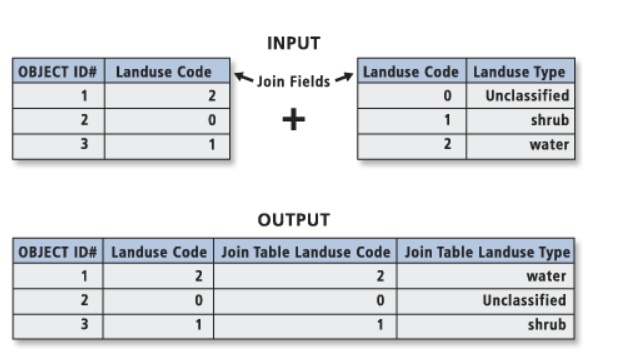 INPUT
OBJECT ID# Landuse Code
1 2
2 0
3 1
Join Fields
+
Landuse Code Landuse Type
0 Unclassified
1 shrub
2 water
OUTPUT
OBJECT ID# Landuse Code Join Table Landuse Code Join Table Landuse Type
1 2 2 water
2 0 0 Unclassified
3 1 1 shrub